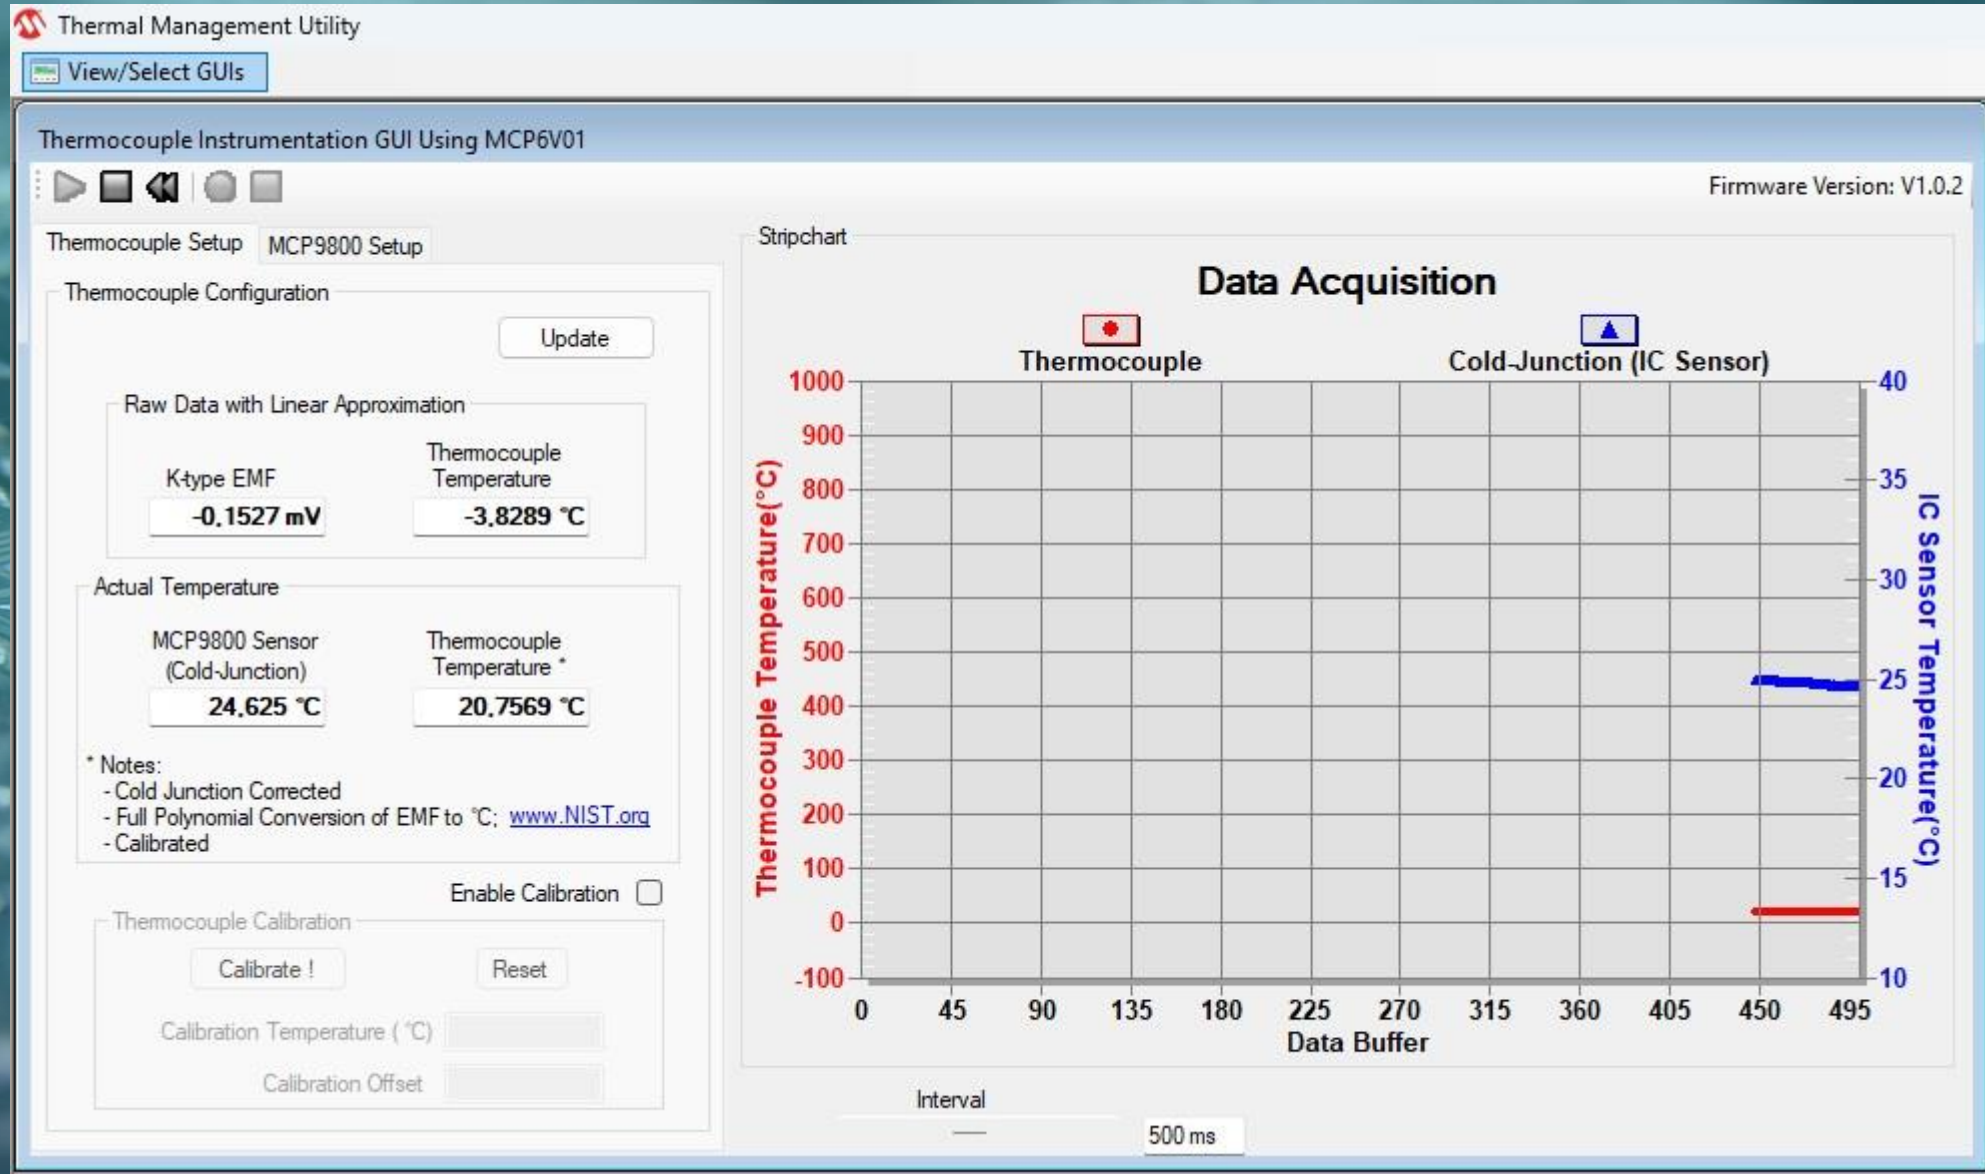 Thermal Management Utility
View/Select GUIs
Thermocouple Instrumentation GUI Using MCP6V01
Firmware Version: V1.0.2
Thermocouple Setup
MCP9800 Setup
Thermocouple Configuration
Update
Raw Data with Linear Approximation
K-type EMF
Thermocouple
Temperature
-0,1527 mV
-3,8289 °C
Actual Temperature
MCP9800 Sensor
(Cold-Junction)
Thermocouple
Temperature *
24,625 °C
20,7569 °C
* Notes:
- Cold Junction Corrected
- Full Polynomial Conversion of EMF to °C; www.NIST.org
- Calibrated
Enable Calibration
Thermocouple Calibration
Calibrate !
Reset
Calibration Temperature ( °C)
Calibration Offset
Stripchart
Data Acquisition
Thermocouple
Cold-Junction (IC Sensor)
Thermocouple Temperature(°C)
1000
900
800
700
600
500
400
300
200
100
0
-100
40
35
30
25
20
15
10
IC Sensor Temperature(°C)
0 45 90 135 180 225 270 315 360 405 450 495
Data Buffer
Interval
500 ms